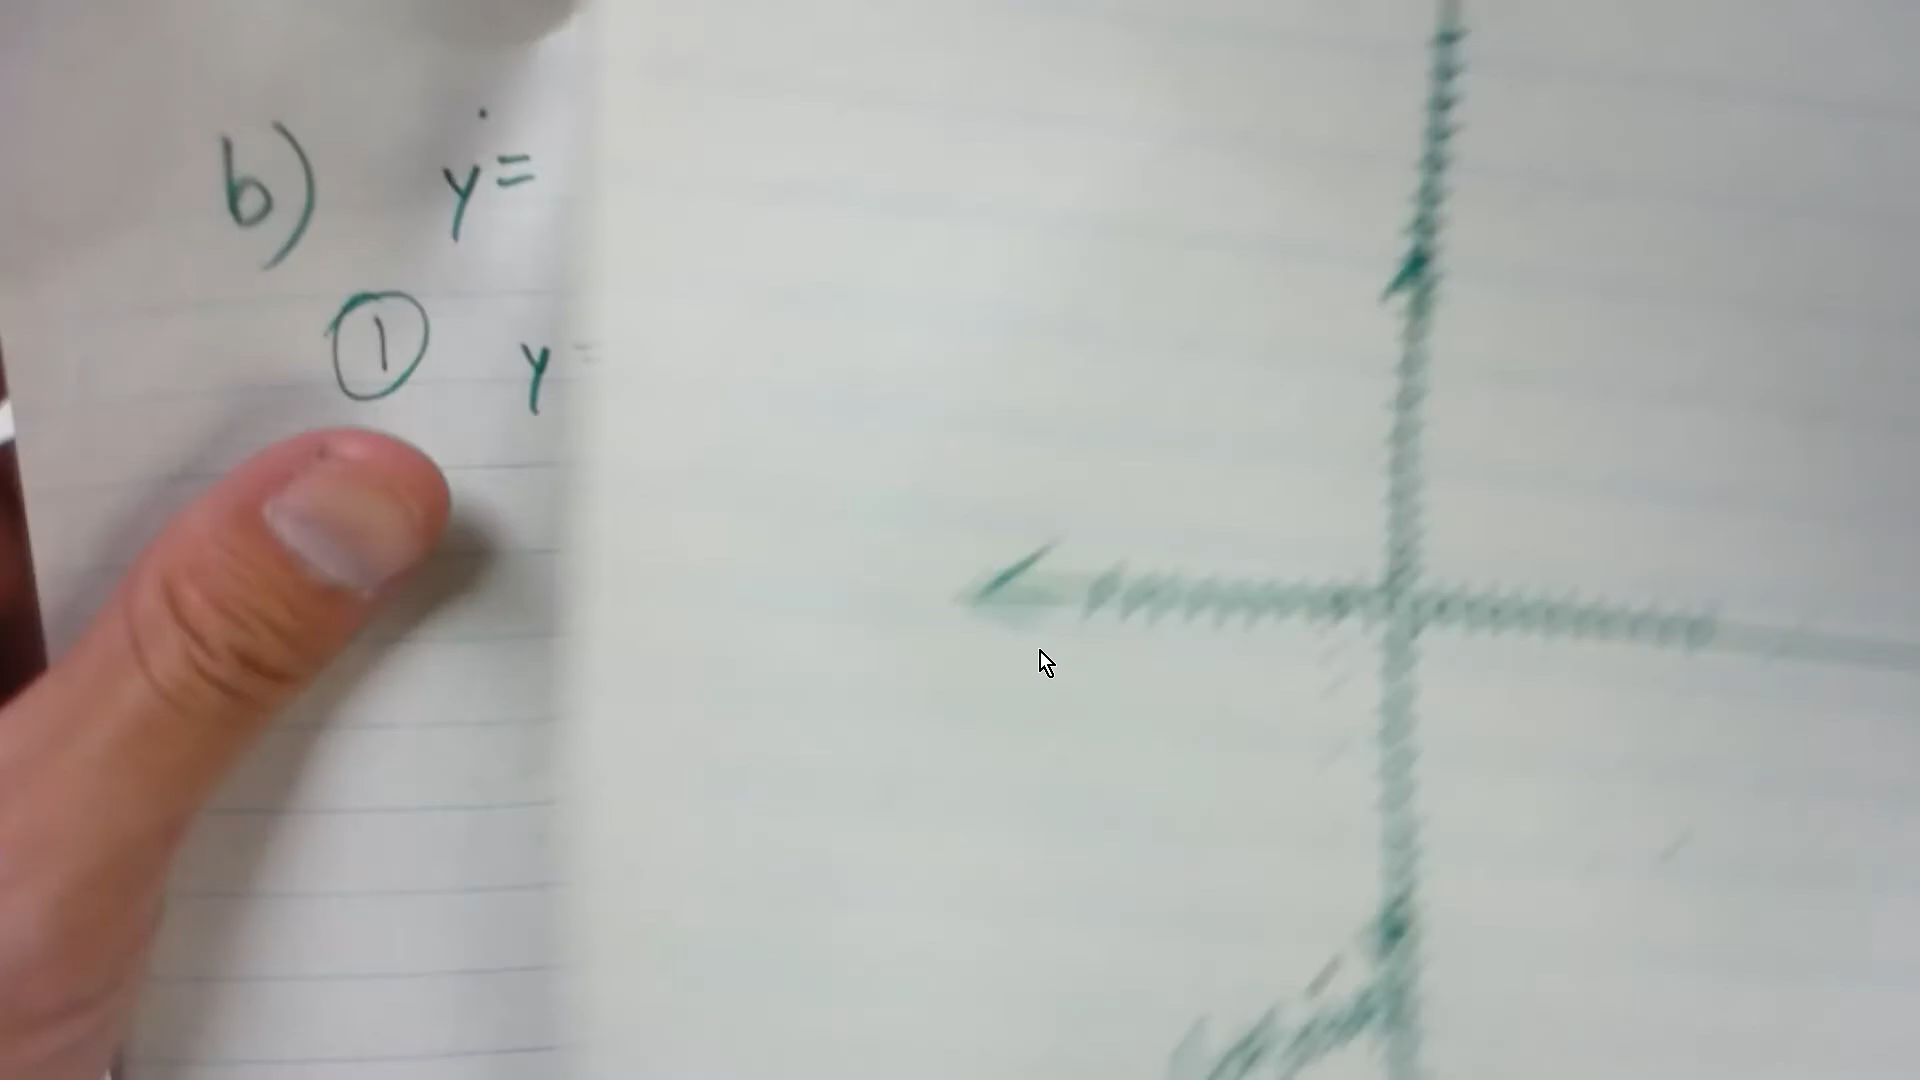 b) y =
① y =